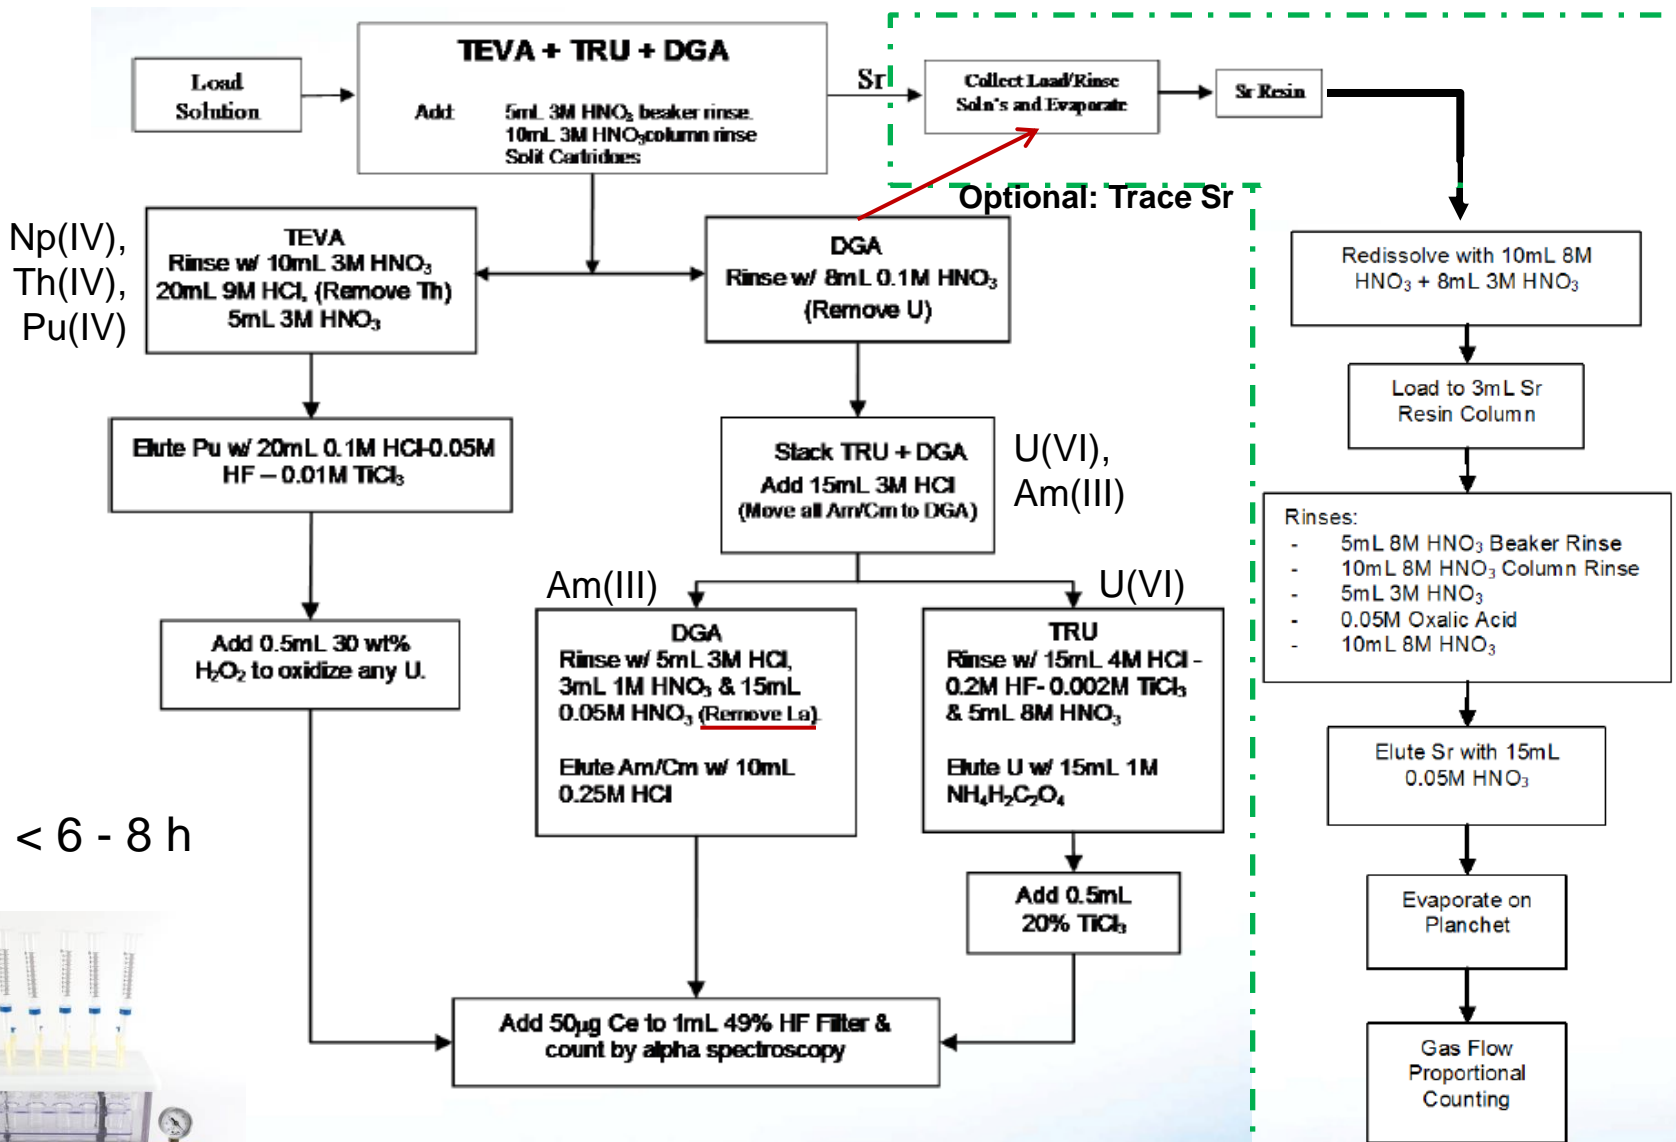 Load
Solution
TEVA + TRU + DGA
Add: 5mL 3M HNO₃ beaker rinse.
10mL 3M HNO₃column rinse
Split Cartridges
Sr
Collect Load/Rinse
Soln's and Evaporate
Sr Resin
Optional: Trace Sr
Np(IV),
Th(IV),
Pu(IV)
TEVA
Rinse w/ 10mL 3M HNO₃
20mL 9M HCl, (Remove Th)
5mL 3M HNO₃
DGA
Rinse w/ 8mL 0.1M HNO₃
(Remove U)
Redissolve with 10mL 8M
HNO₃ + 8mL 3M HNO₃
Load to 3mL Sr
Resin Column
Elute Pu w/ 20mL 0.1M HCl-0.05M
HF – 0.01M TiCl₃
Stack TRU + DGA
Add 15mL 3M HCl
(Move all Am/Cm to DGA)
U(VI),
Am(III)
Rinses:
- 5mL 8M HNO₃ Beaker Rinse
- 10mL 8M HNO₃ Column Rinse
- 5mL 3M HNO₃
- 0.05M Oxalic Acid
- 10mL 8M HNO₃
Am(III)
U(VI)
Add 0.5mL 30 wt%
H₂O₂ to oxidize any U.
DGA
Rinse w/ 5mL 3M HCl,
3mL 1M HNO₃ & 15mL
0.05M HNO₃ (Remove La).
Elute Am/Cm w/ 10mL
0.25M HCl
TRU
Rinse w/ 15mL 4M HCl -
0.2M HF- 0.002M TiCl₃
& 5mL 8M HNO₃
Elute U w/ 15mL 1M
NH₄H₂C₂O₄
Elute Sr with 15mL
0.05M HNO₃
< 6 - 8 h
Add 0.5mL
20% TiCl₃
Evaporate on
Planchet
Add 50µg Ce to 1mL 49% HF Filter &
count by alpha spectroscopy
Gas Flow
Proportional
Counting